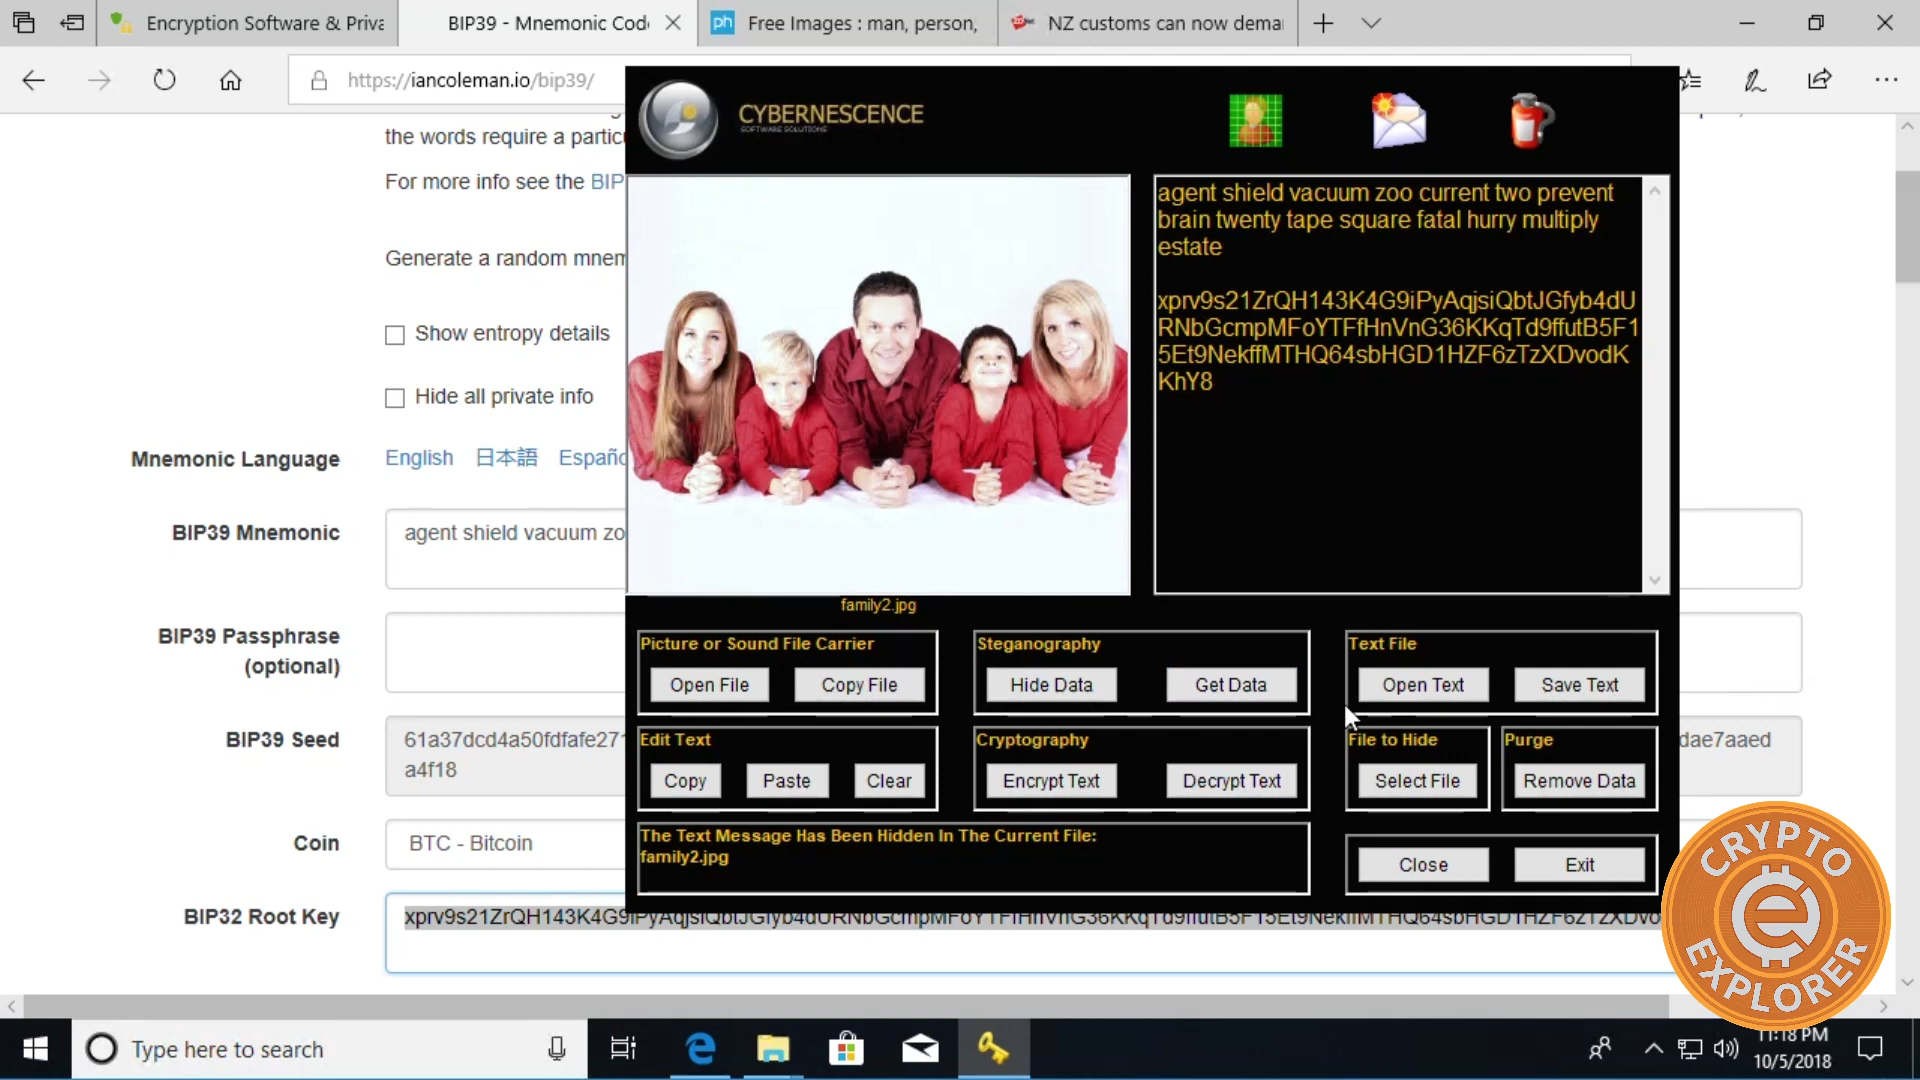 Encryption Software & Priva
BIP39 - Mnemonic Cod
ph Free Images : man, person,
NZ customs can now dema
https://iancoleman.io/bip39/
the words require a partic
For more info see the BIP
Generate a random mnem
Show entropy details
Hide all private info
Mnemonic Language
English 日本語 Españo
BIP39 Mnemonic
agent shield vacuum zo
BIP39 Passphrase
(optional)
BIP39 Seed
61a37dcd4a50fdfafe271
dae7aaed
a4f18
Coin
BTC - Bitcoin
BIP32 Root Key
CYBERNESCENCE
SOFTWARE SOLUTIONS
agent shield vacuum zoo current two prevent
brain twenty tape square fatal hurry multiply
estate
xprv9s21ZrQH143K4G9iPyAqjsiQbtJGfyb4dU
RNbGcmpMFoYTFfHnVnG36KKqTd9ffutB5F1
5Et9NekffMTHQ64sbHGD1HZF6zTzXDvodK
KhY8
family2.jpg
Picture or Sound File Carrier
Open File Copy File
Steganography
Hide Data Get Data
Text File
Open Text Save Text
Edit Text
Copy Paste Clear
Cryptography
Encrypt Text Decrypt Text
File to Hide
Select File
Purge
Remove Data
The Text Message Has Been Hidden In The Current File:
family2.jpg
Close Exit
CRYPTO
EXPLORER
Type here to search
11:18 PM
10/5/2018